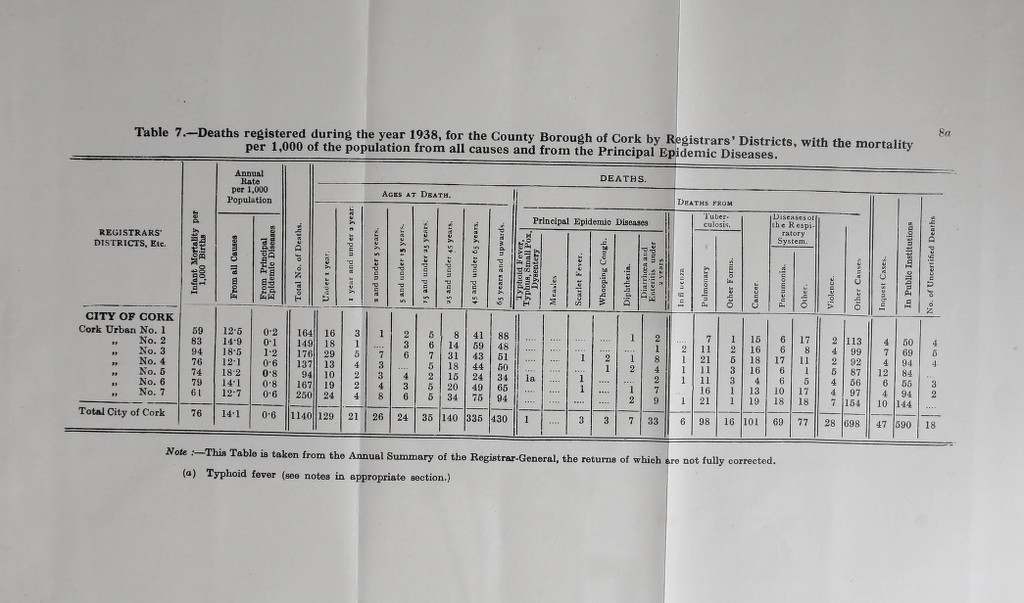 8a
Table 7.—Deaths registered during the year 1938, for the County Borough of Cork by Registrars' Districts, with the mortality
per 1,000 of the population from all causes and from the Principal Epidemic Diseases.
REGISTRARS'
DISTRICTS, Etc.
Infant Mortality per
1,000 Births
Annual
Rate
per 1,000
Population
From all Causes
From Principal
Epidemic Diseases
Total No. of Deaths.
DEATHS.
AGES AT DEATH.
Under 1 year.
1 year and under 2 year.
2 and under 5 years.
5 and under 15 years.
15 and under 25 years.
25 and under 45 years.
45 and under 65 years.
65 years and upwards.
DEATHS FROM
Principal Epidemic Diseases
Typhoid Fever,
Typhus, Small Pox,
Dysentery
Measles
Scarlet Fever.
Whooping Cough.
Diphtheria.
Diarrhœa and
Enteritis under
2 years
Influenza
Tuber-
culosis.
Pulmonary
Other Forms.
Cancer
Diseases of
the Respi-
ratory
System.
Pneumonia.
Other.
Violence.
Other Causes
Inquest Cases.
In Public Institutions
No. of Uncertified Deaths
CITY OF CORK
Cork Urban No. 1 59 12·5 0·2 164 16 3 1 2 5 8 41 88 .... .... .... .... 1 2 .... 7 1 15 6 17 2 113 4 50 4
„ No. 2 83 14·9 0·1 149 18 1 .... 3 6 14 59 48 .... .... .... .... .... 1 2 11 2 16 6 8 4 99 7 69 5
„ No. 3 94 18·5 1·2 179 29 5 7 6 7 31 43 51 .... .... 1 2 1 8 1 21 5 18 17 11 2 92 4 94 4
„ No. 4 76 12·1 0·6 137 13 4 3 .... 5 18 44 50 .... .... .... 1 2 4 1 11 3 16 6 1 5 87 12 84 ....
„ No. 5 74 18·2 0·8 94 10 2 3 4 2 15 24 34 1a .... 1 .... .... 2 1 11 3 4 6 5 4 56 6 55 3
„ No. 6 79 14·1 0·8 167 19 2 4 3 5 20 49 65 .... .... 1 .... 1 7 .... 16 1 13 10 17 4 97 4 94 2
„ No. 7 61 12·7 0·6 250 24 4 8 6 5 34 75 94 .... .... .... .... 2 9 1 21 1 19 18 18 7 154 10 144 ....
Total City of Cork 76 14·1 0·6 1140 129 21 26 24 35 140 335 430 1 .... 3 3 7 33 6 98 16 101 69 77 28 698 47 590 18
Note :—This Table is taken from the Annual Summary of the Registrar-General, the returns of which are not fully corrected.
(a) Typhoid fever (see notes in appropriate section.)